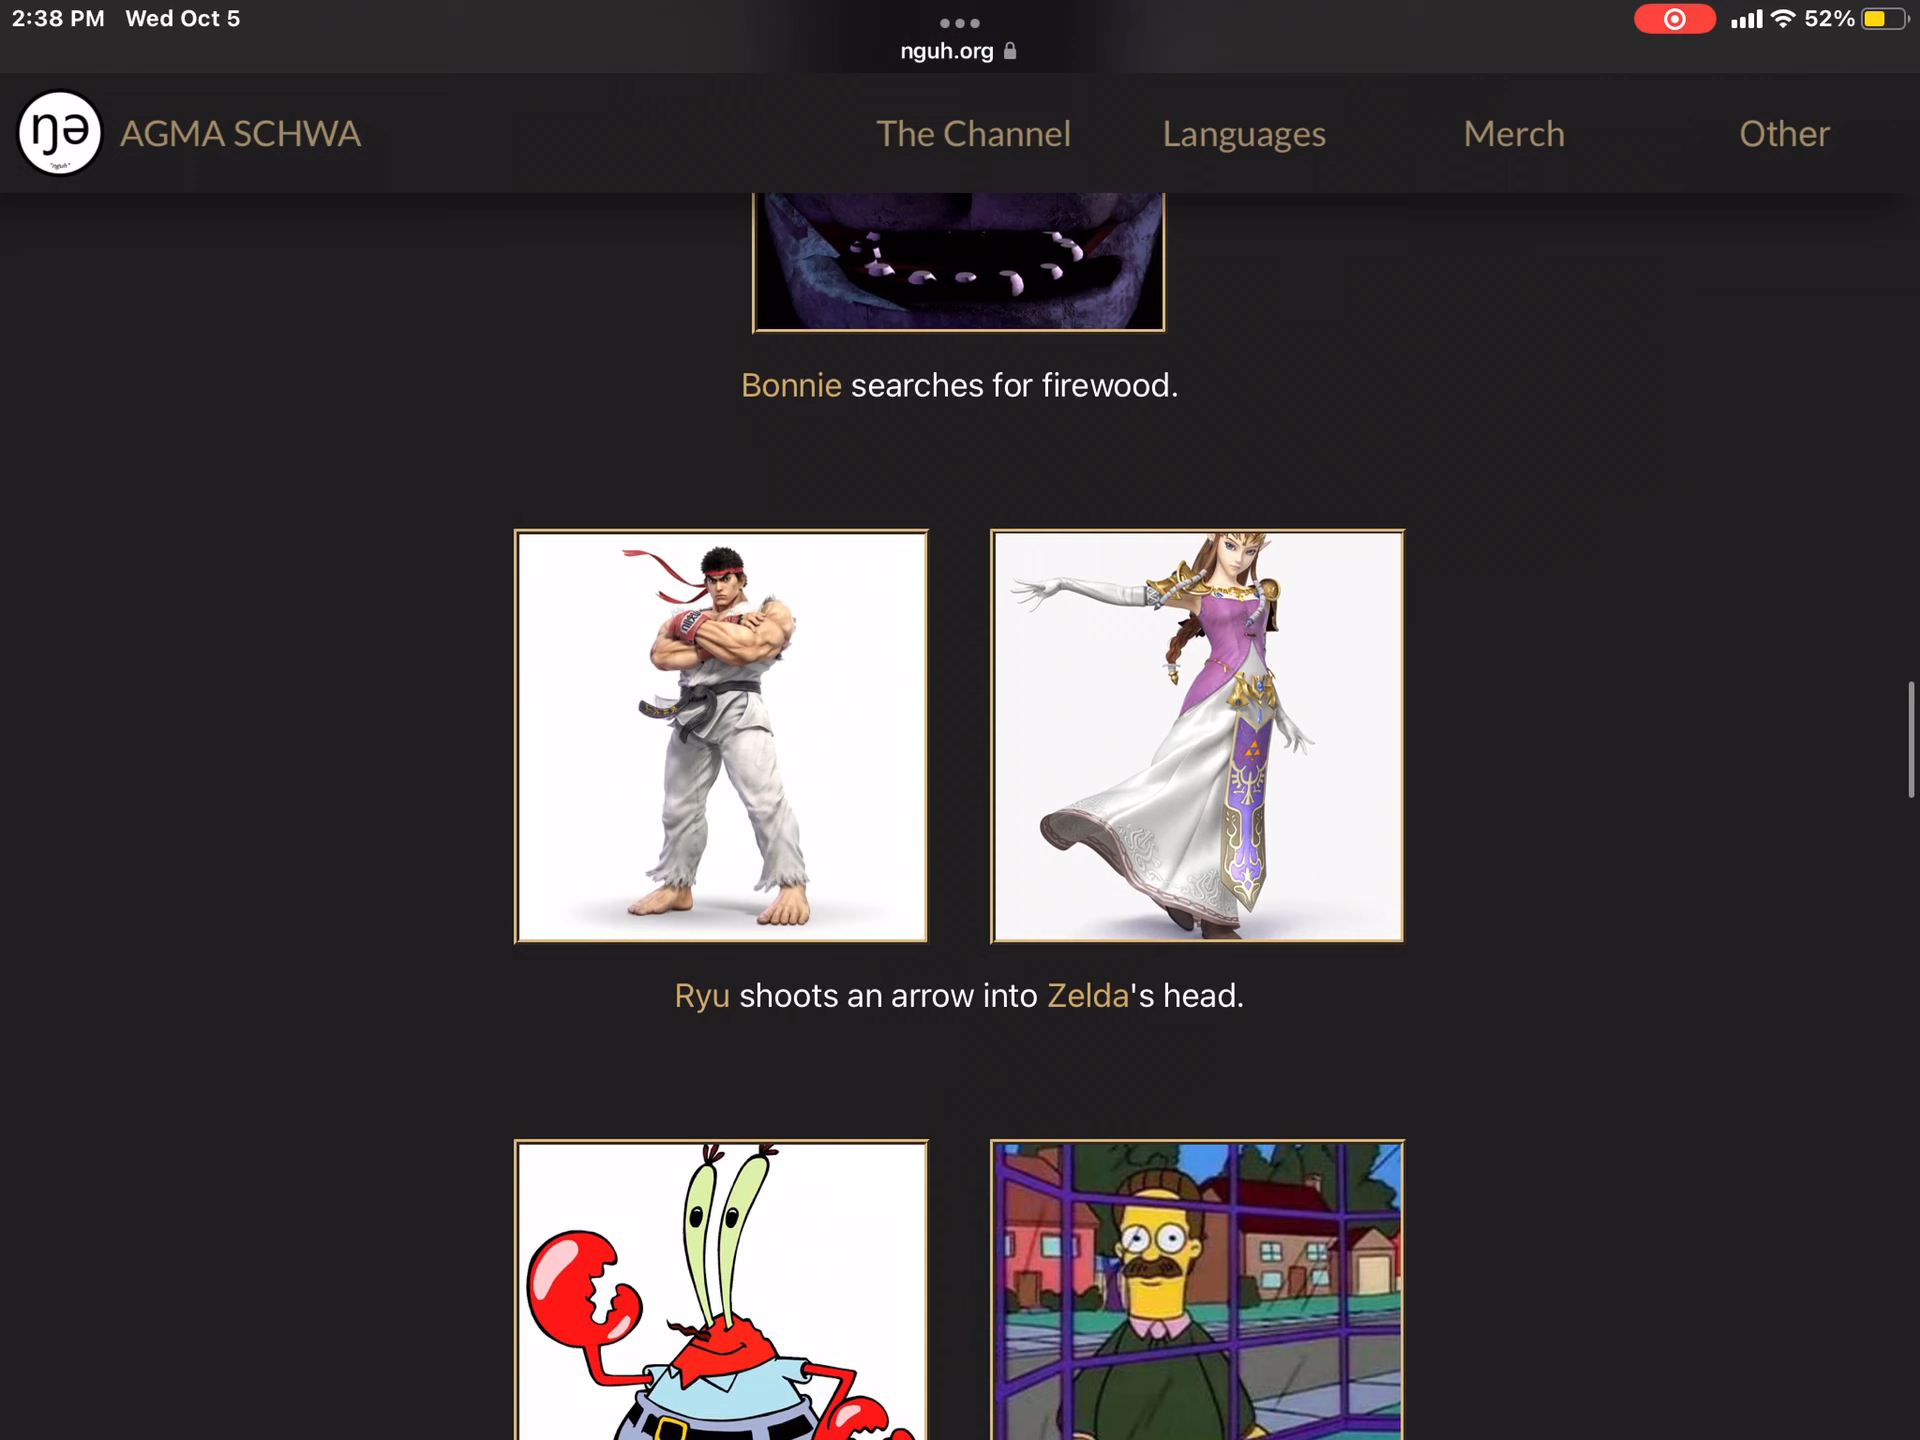 2:38 PM Wed Oct 5
52%
nguh.org
ŋə
"nguh"
AGMA SCHWA
The Channel
Languages
Merch
Other
Bonnie searches for firewood.
Ryu shoots an arrow into Zelda's head.